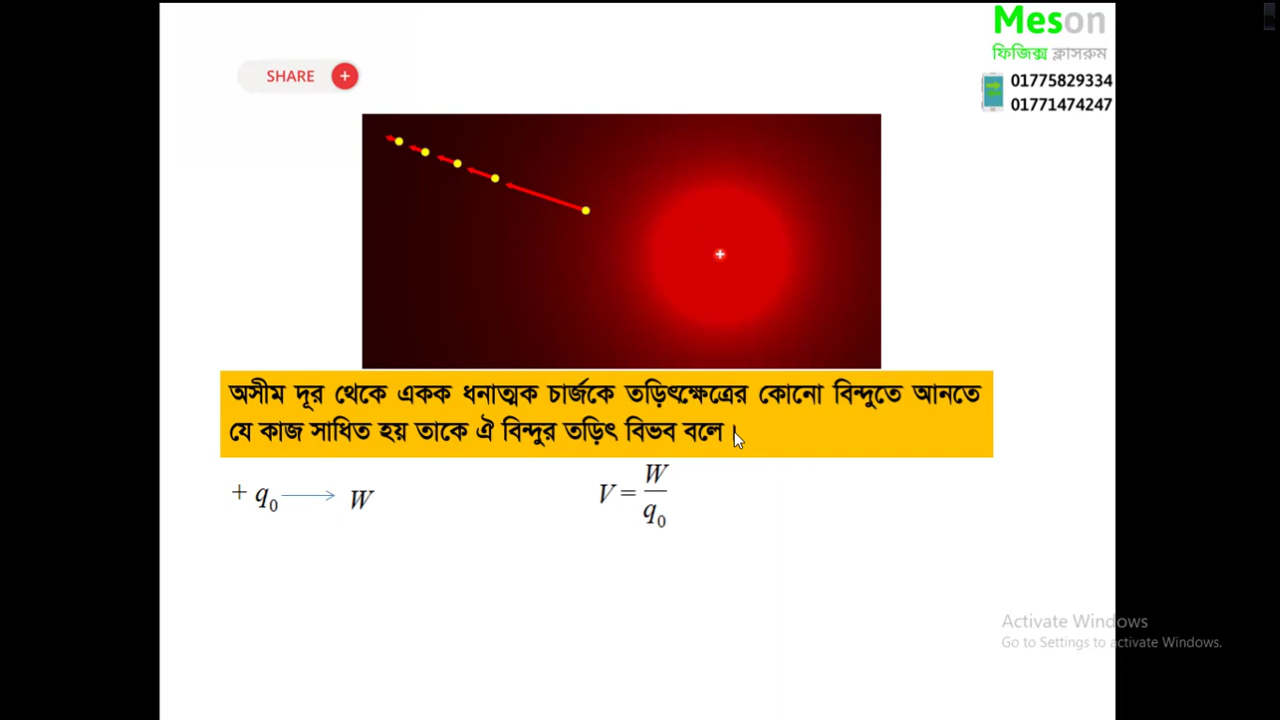 Meson
ফিজিক্স ক্লাসরুম
SHARE +
01775829334
01771474247
+
অসীম দূর থেকে একক ধনাত্মক চার্জকে তড়িৎক্ষেত্রের কোনো বিন্দুতে আনতে
যে কাজ সাধিত হয় তাকে ঐ বিন্দুর তড়িৎ বিভব বলে।
+ q₀ ⟶ W
V = W/q₀
Activate Windows
Go to Settings to activate Windows.